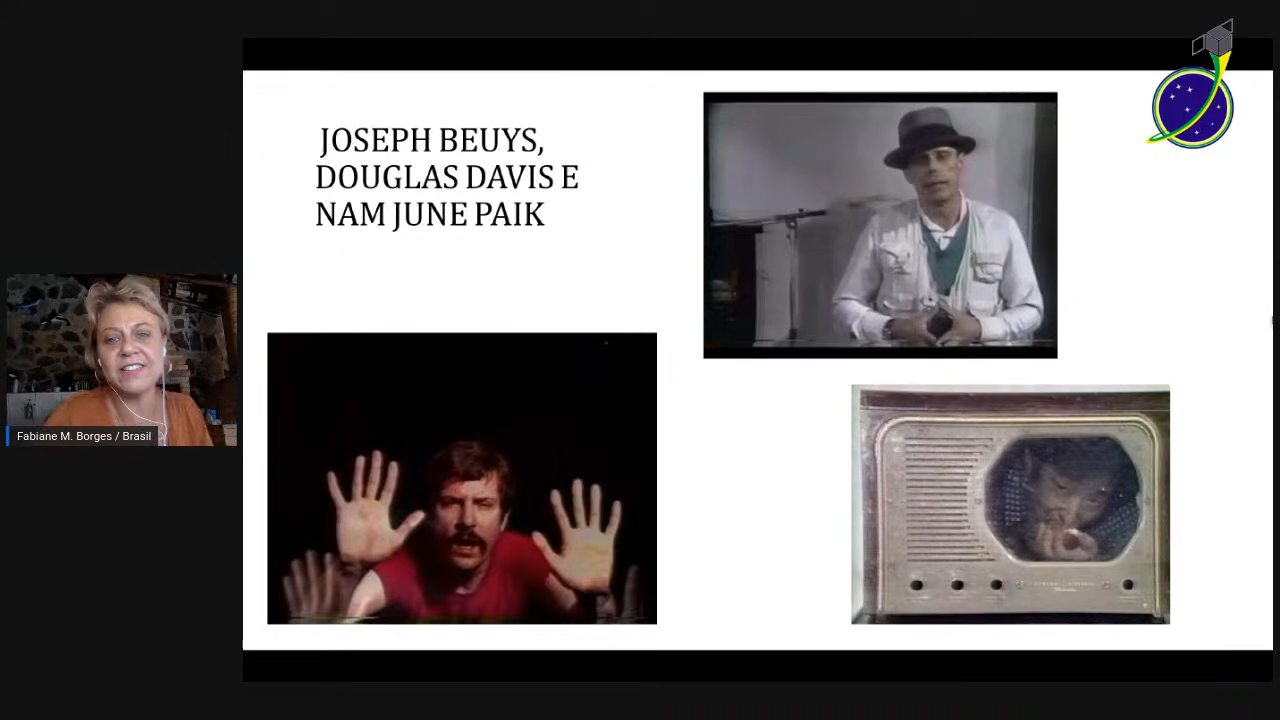 JOSEPH BEUYS,
DOUGLAS DAVIS E
NAM JUNE PAIK
Fabiane M. Borges / Brasil